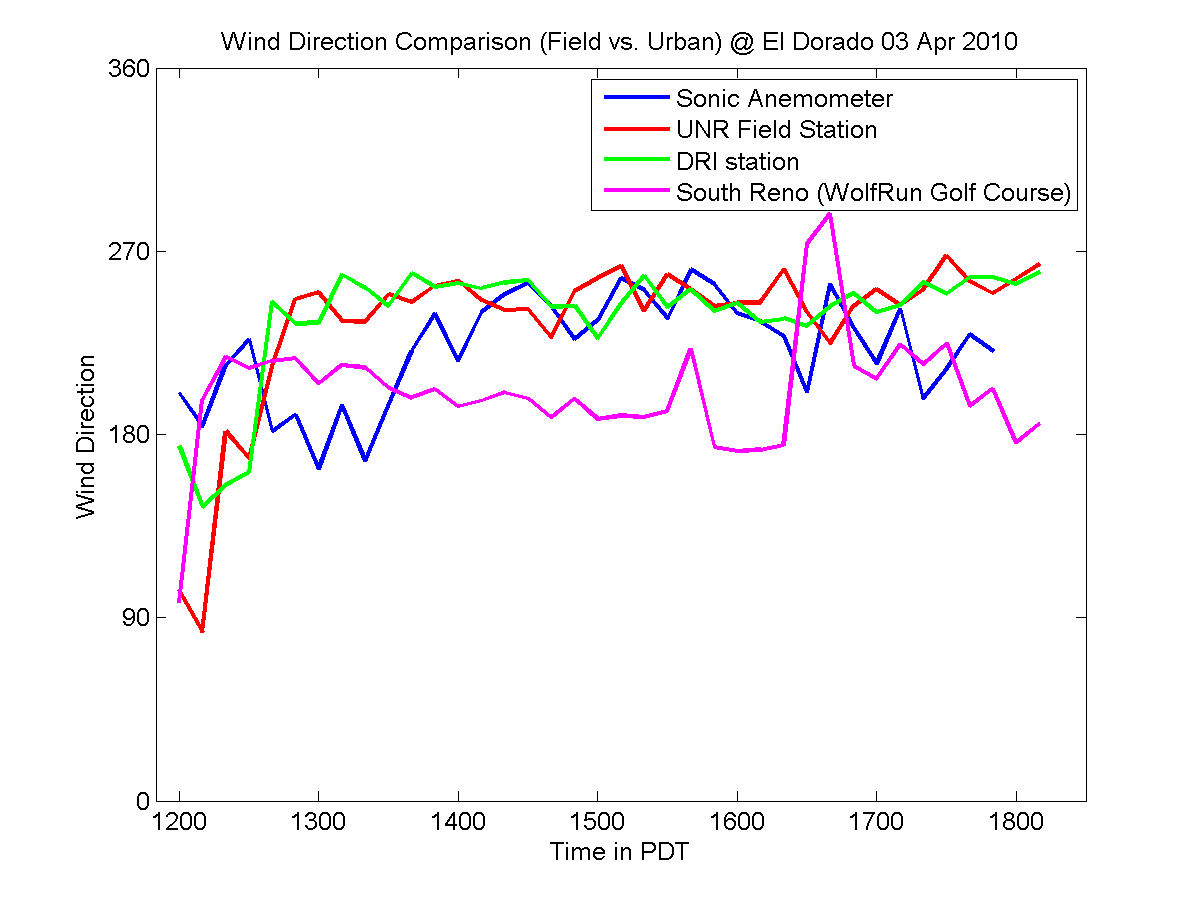 Wind Direction Comparison (Field vs. Urban) @ El Dorado 03 Apr 2010
360
Sonic Anemometer
UNR Field Station
DRI station
South Reno (WolfRun Golf Course)
270
180
Wind Direction
90
0
1200 1300 1400 1500 1600 1700 1800
Time in PDT